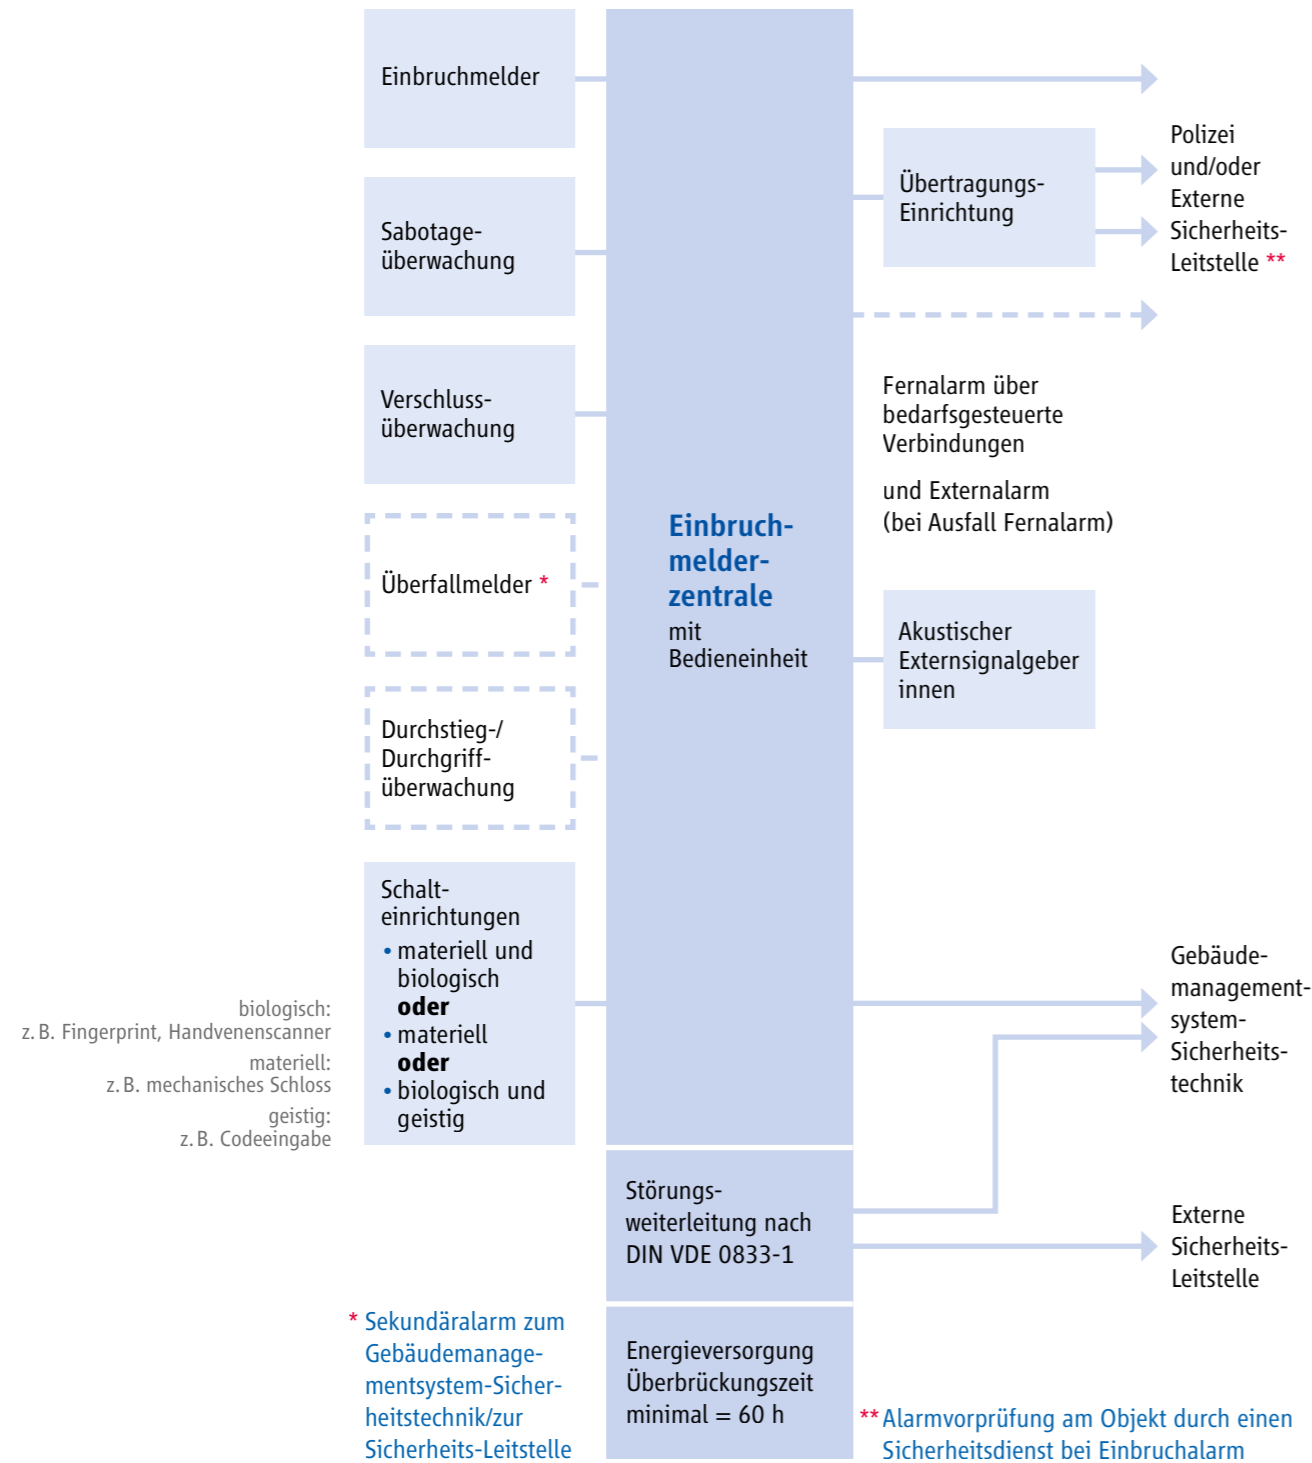 Einbruchmelder
Sabotage-
überwachung
Verschluss-
überwachung
Überfallmelder *
Durchstieg-/
Durchgriff-
überwachung
Schalt-
einrichtungen
• materiell und
biologisch
oder
• materiell
oder
• biologisch und
geistig
biologisch:
z. B. Fingerprint, Handvenenscanner
materiell:
z. B. mechanisches Schloss
geistig:
z. B. Codeeingabe
Einbruch-
melder-
zentrale
mit
Bedieneinheit
Störungs-
weiterleitung nach
DIN VDE 0833-1
Energieversorgung
Überbrückungszeit
minimal = 60 h
Übertragungs-
Einrichtung
Polizei
und/oder
Externe
Sicherheits-
Leitstelle **
Fernalarm über
bedarfsgesteuerte
Verbindungen
und Externalarm
(bei Ausfall Fernalarm)
Akustischer
Externsignalgeber
innen
Gebäude-
management-
system-
Sicherheits-
technik
Externe
Sicherheits-
Leitstelle
* Sekundäralarm zum
Gebäudemanage-
mentsystem-Sicher-
heitstechnik/zur
Sicherheits-Leitstelle
** Alarmvorprüfung am Objekt durch einen
Sicherheitsdienst bei Einbruchalarm